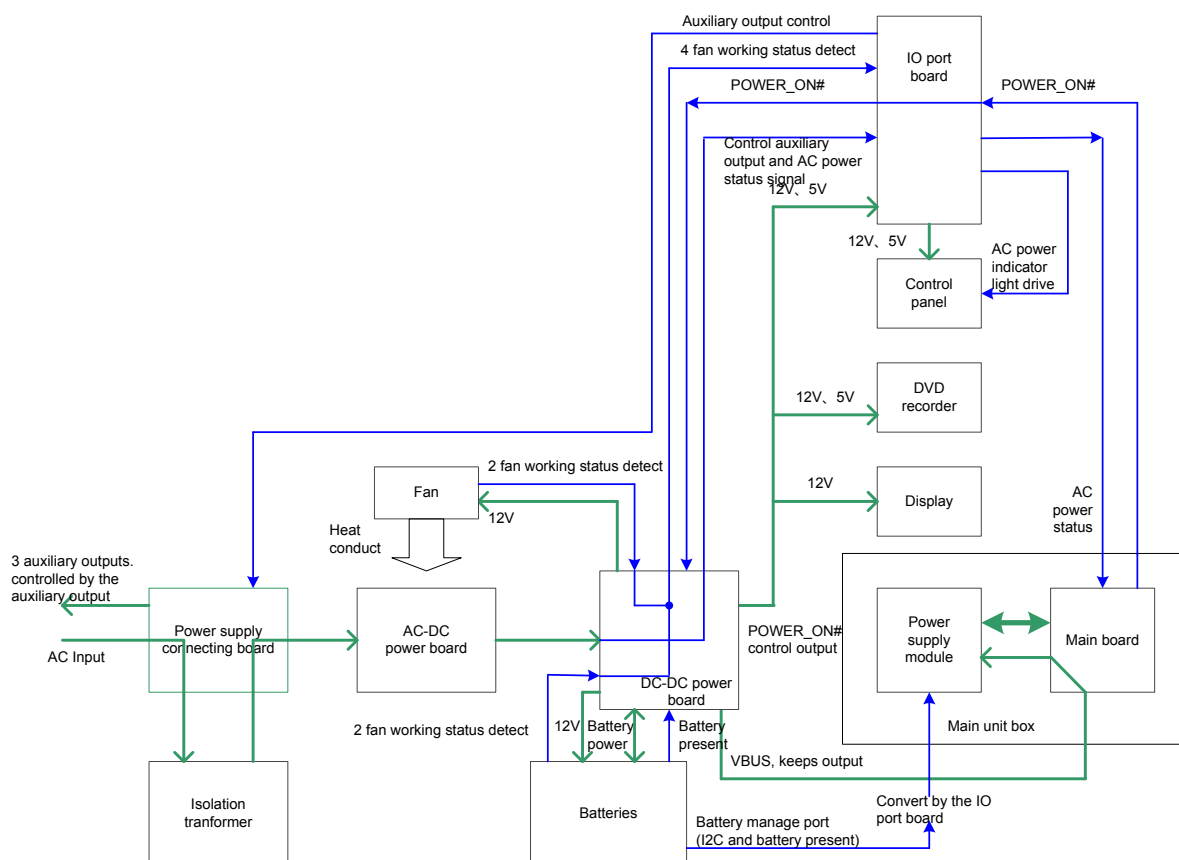 Auxiliary output control
4 fan working status detect
IO port
board
POWER_ON#
POWER_ON#
Control auxiliary
output and AC power
status signal
12V、5V
12V、5V
AC power
indicator
light drive
Control
panel
12V、5V
DVD
recorder
2 fan working status detect
Fan
12V
12V
Display
AC
power
status
Heat
conduct
3 auxiliary outputs.
controlled by the
auxiliary output
AC Input
Power supply
connecting board
AC-DC
power board
DC-DC power
board
POWER_ON#
control output
Power
supply
module
Main board
Main unit box
2 fan working status detect
12V
Battery
power
Battery
present
VBUS, keeps output
Isolation
tranformer
Batteries
Convert by the IO
port board
Battery manage port
(I2C and battery present)